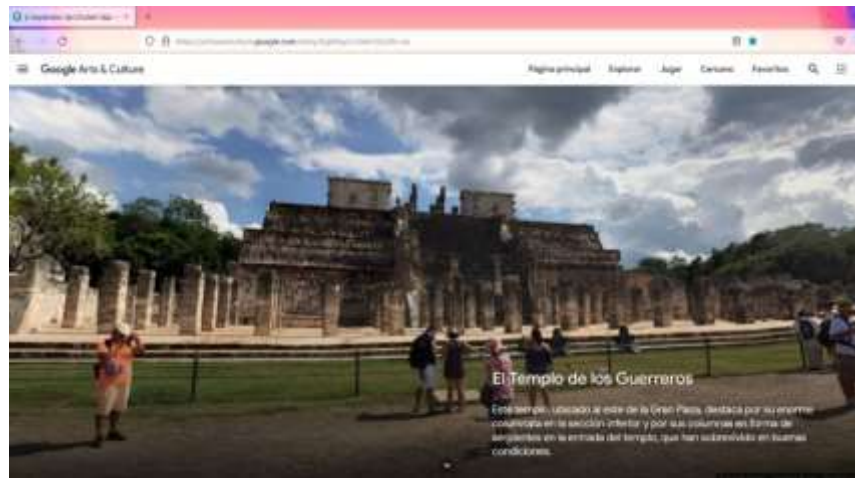 Google Arts & Culture
Página principal Explorar Jugar Cercano Favoritos
El Templo de los Guerreros
Este templo, ubicado al este de la Gran Plaza, destaca por su enorme
columnata en la sección inferior y por sus columnas en forma de
serpientes en la entrada del templo, que han sobrevivido en buenas
condiciones.